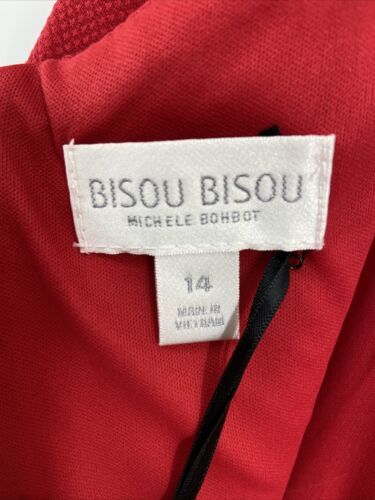 BISOU BISOU
MICHELE BOHBOT
14
MADE IN
VIETNAM